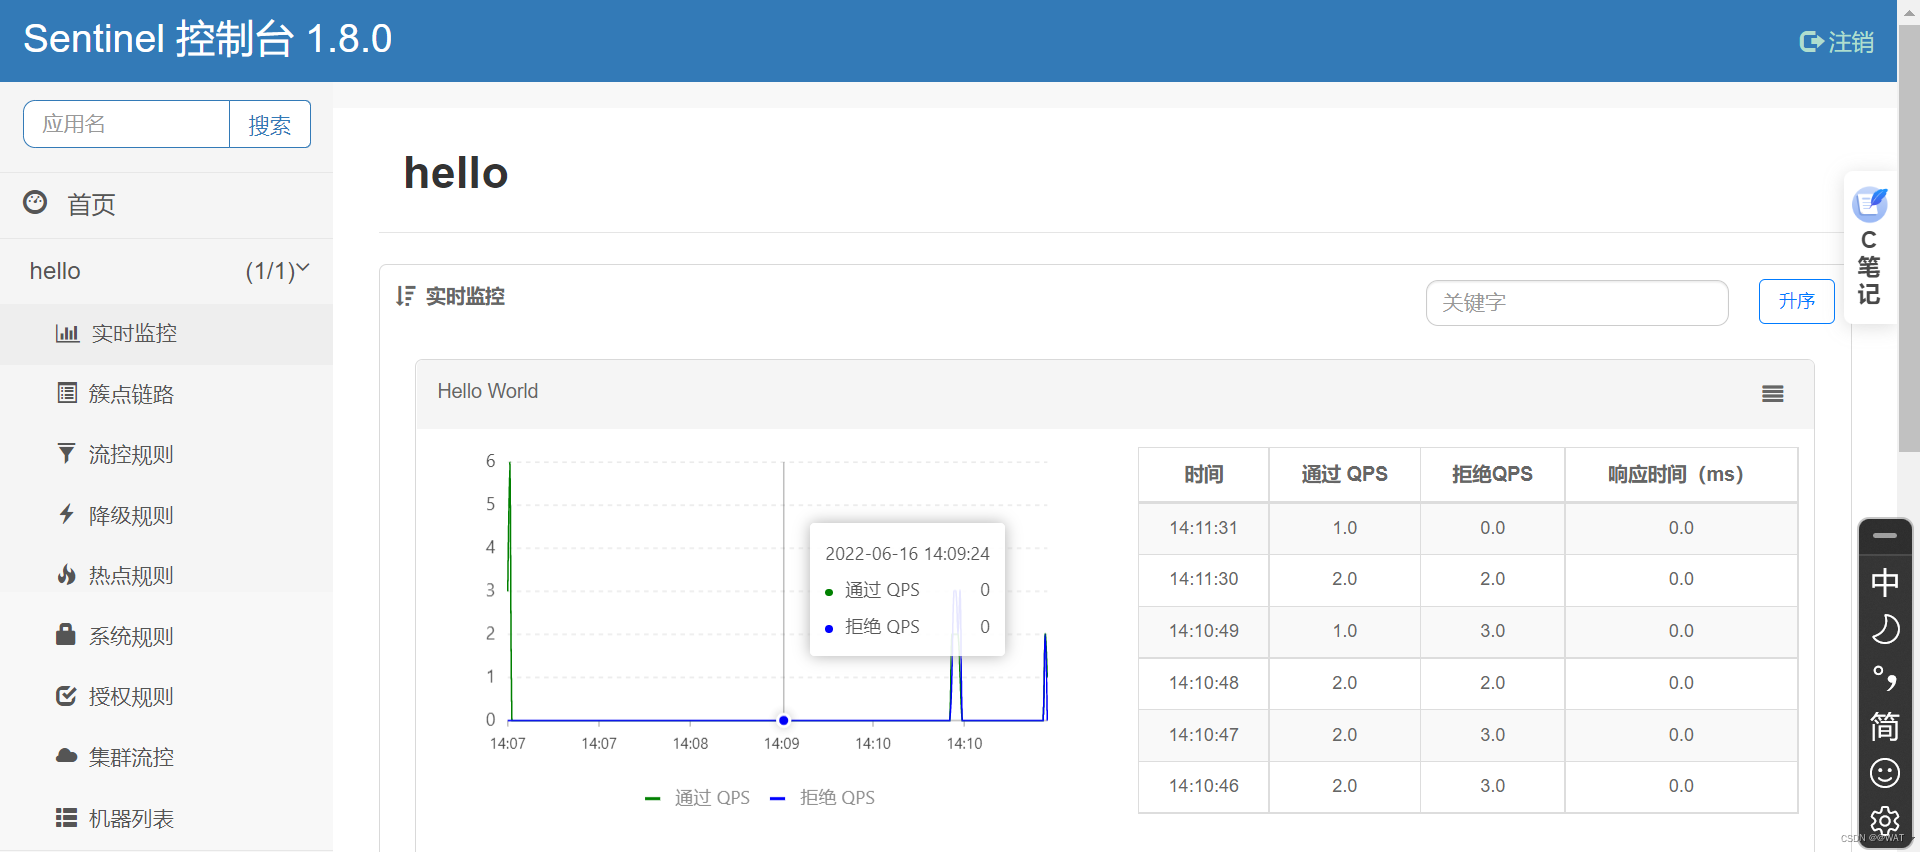 Sentinel 控制台 1.8.0
注销
应用名
搜索
首页
hello (1/1)
实时监控
簇点链路
流控规则
降级规则
热点规则
系统规则
授权规则
集群流控
机器列表
hello
实时监控
关键字
升序
Hello World
6
5
4
3
2
1
0
14:07 14:07 14:08 14:09 14:10 14:10
2022-06-16 14:09:24
通过 QPS 0
拒绝 QPS 0
通过 QPS 拒绝 QPS
时间 通过 QPS 拒绝QPS 响应时间（ms）
14:11:31 1.0 0.0 0.0
14:11:30 2.0 2.0 0.0
14:10:49 1.0 3.0 0.0
14:10:48 2.0 2.0 0.0
14:10:47 2.0 3.0 0.0
14:10:46 2.0 3.0 0.0
C
笔
记
中
°,
简
CSDN @@WAT